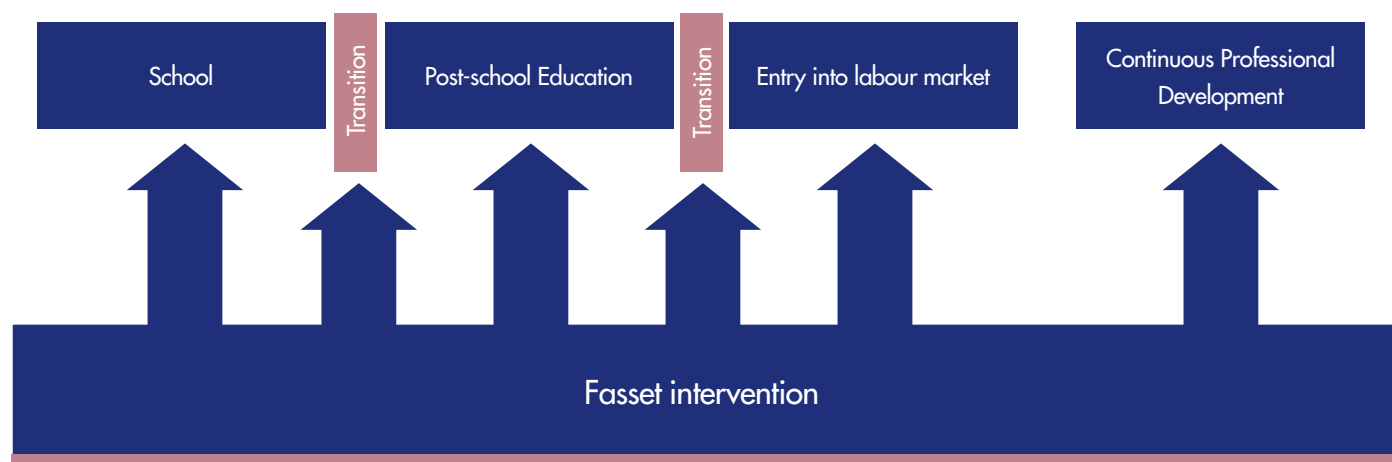 School
Transition
Post-school Education
Transition
Entry into labour market
Continuous Professional
Development
Fasset intervention